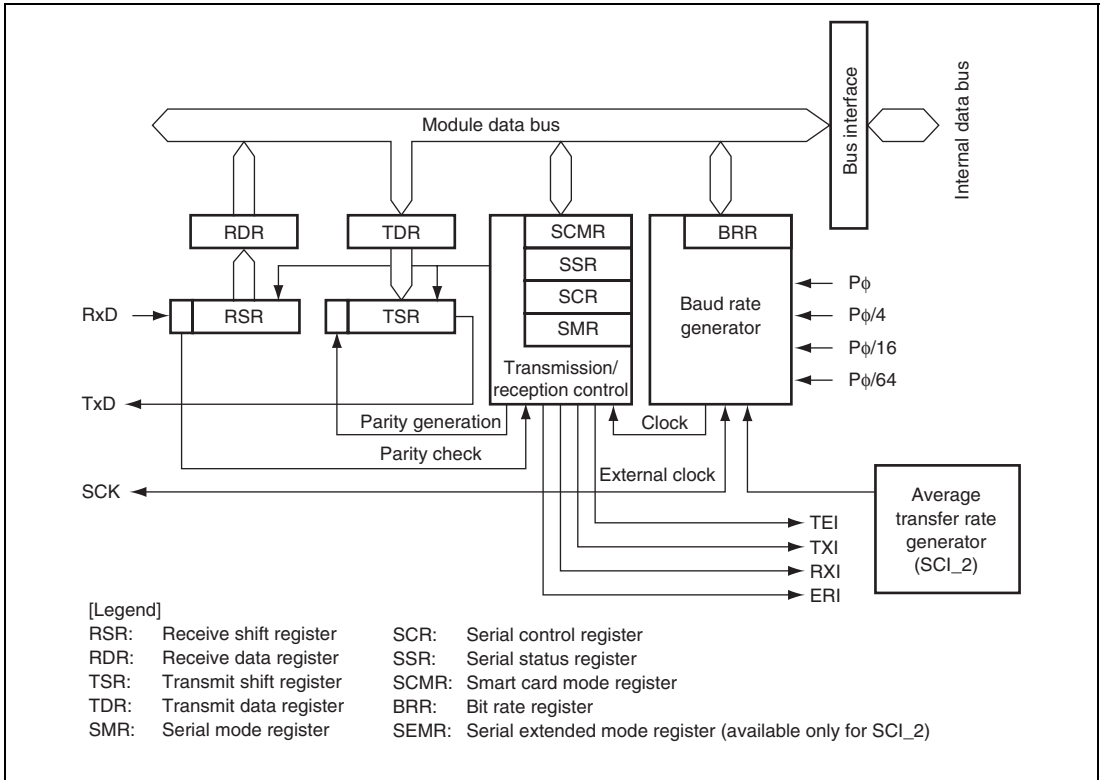 Module data bus
Bus interface
Internal data bus
RDR
TDR
SCMR
BRR
SSR
SCR
SMR
RxD
RSR
TSR
Baud rate
generator
Pϕ
Pϕ/4
Pϕ/16
Pϕ/64
Transmission/
reception control
TxD
Parity generation
Clock
Parity check
External clock
SCK
Average
transfer rate
generator
(SCI_2)
TEI
TXI
RXI
ERI
[Legend]
RSR: Receive shift register
RDR: Receive data register
TSR: Transmit shift register
TDR: Transmit data register
SMR: Serial mode register
SCR: Serial control register
SSR: Serial status register
SCMR: Smart card mode register
BRR: Bit rate register
SEMR: Serial extended mode register (available only for SCI_2)